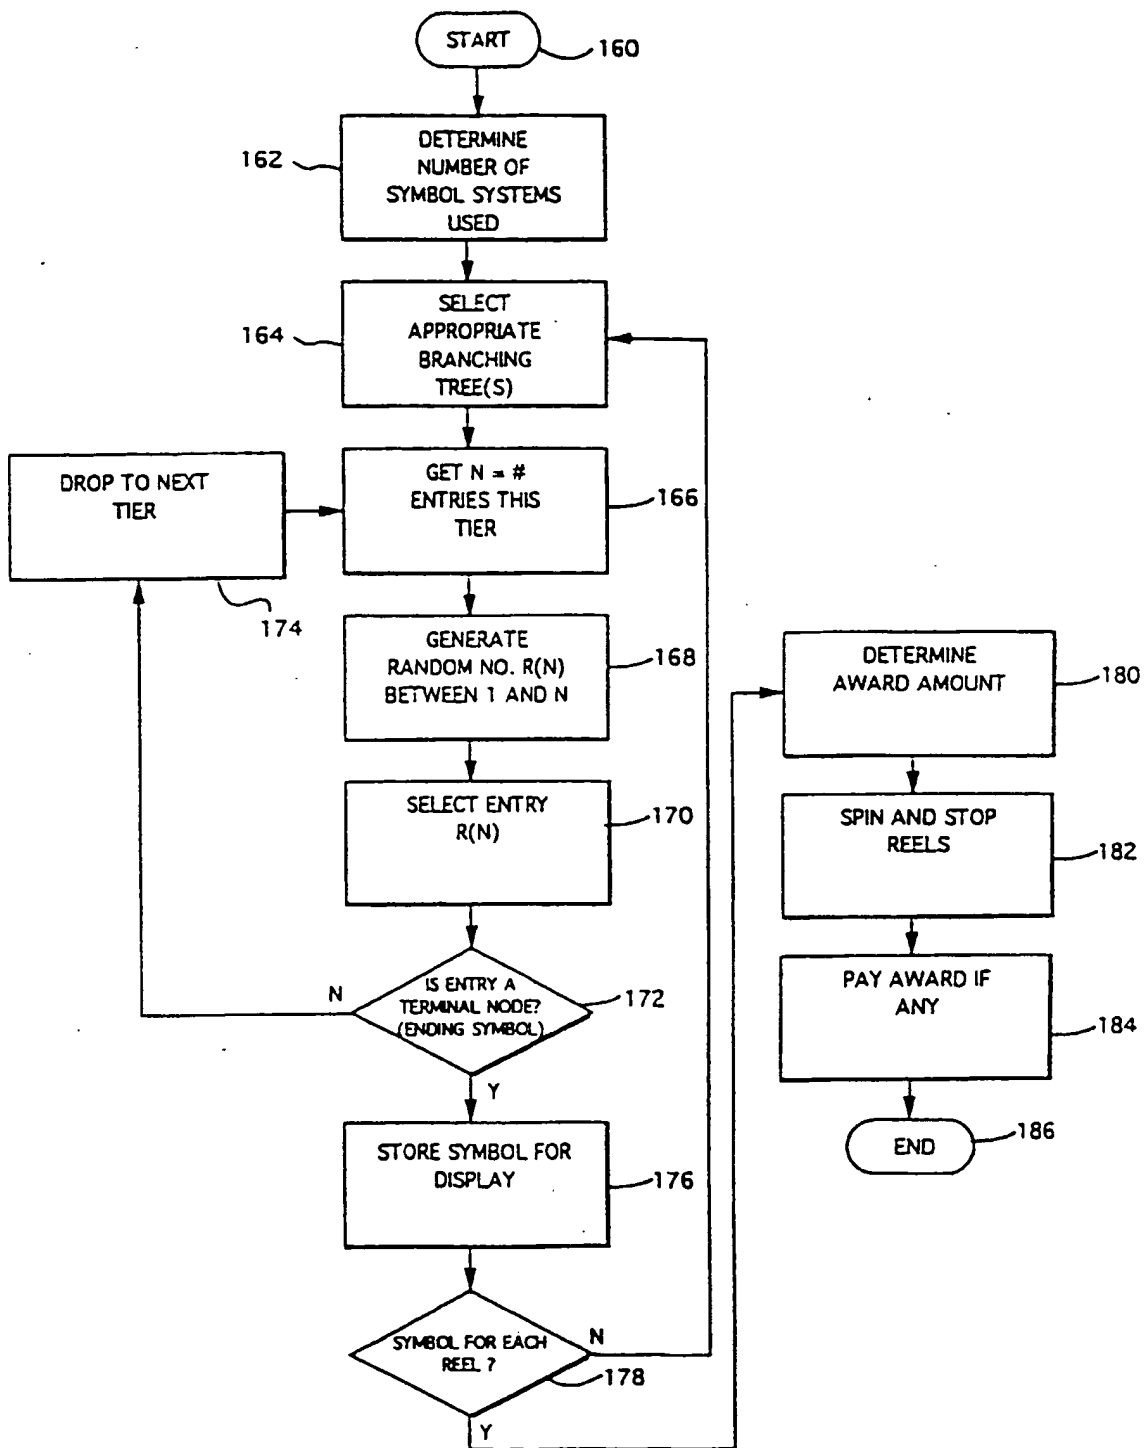 START
160
DETERMINE
NUMBER OF
SYMBOL SYSTEMS
USED
162
SELECT
APPROPRIATE
BRANCHING
TREE(S)
164
DROP TO NEXT
TIER
174
GET N = #
ENTRIES THIS
TIER
166
GENERATE
RANDOM NO. R(N)
BETWEEN 1 AND N
168
SELECT ENTRY
R(N)
170
IS ENTRY A
TERMINAL NODE?
(ENDING SYMBOL)
172
N
Y
STORE SYMBOL FOR
DISPLAY
176
SYMBOL FOR EACH
REEL ?
178
N
Y
DETERMINE
AWARD AMOUNT
180
SPIN AND STOP
REELS
182
PAY AWARD IF
ANY
184
END
186